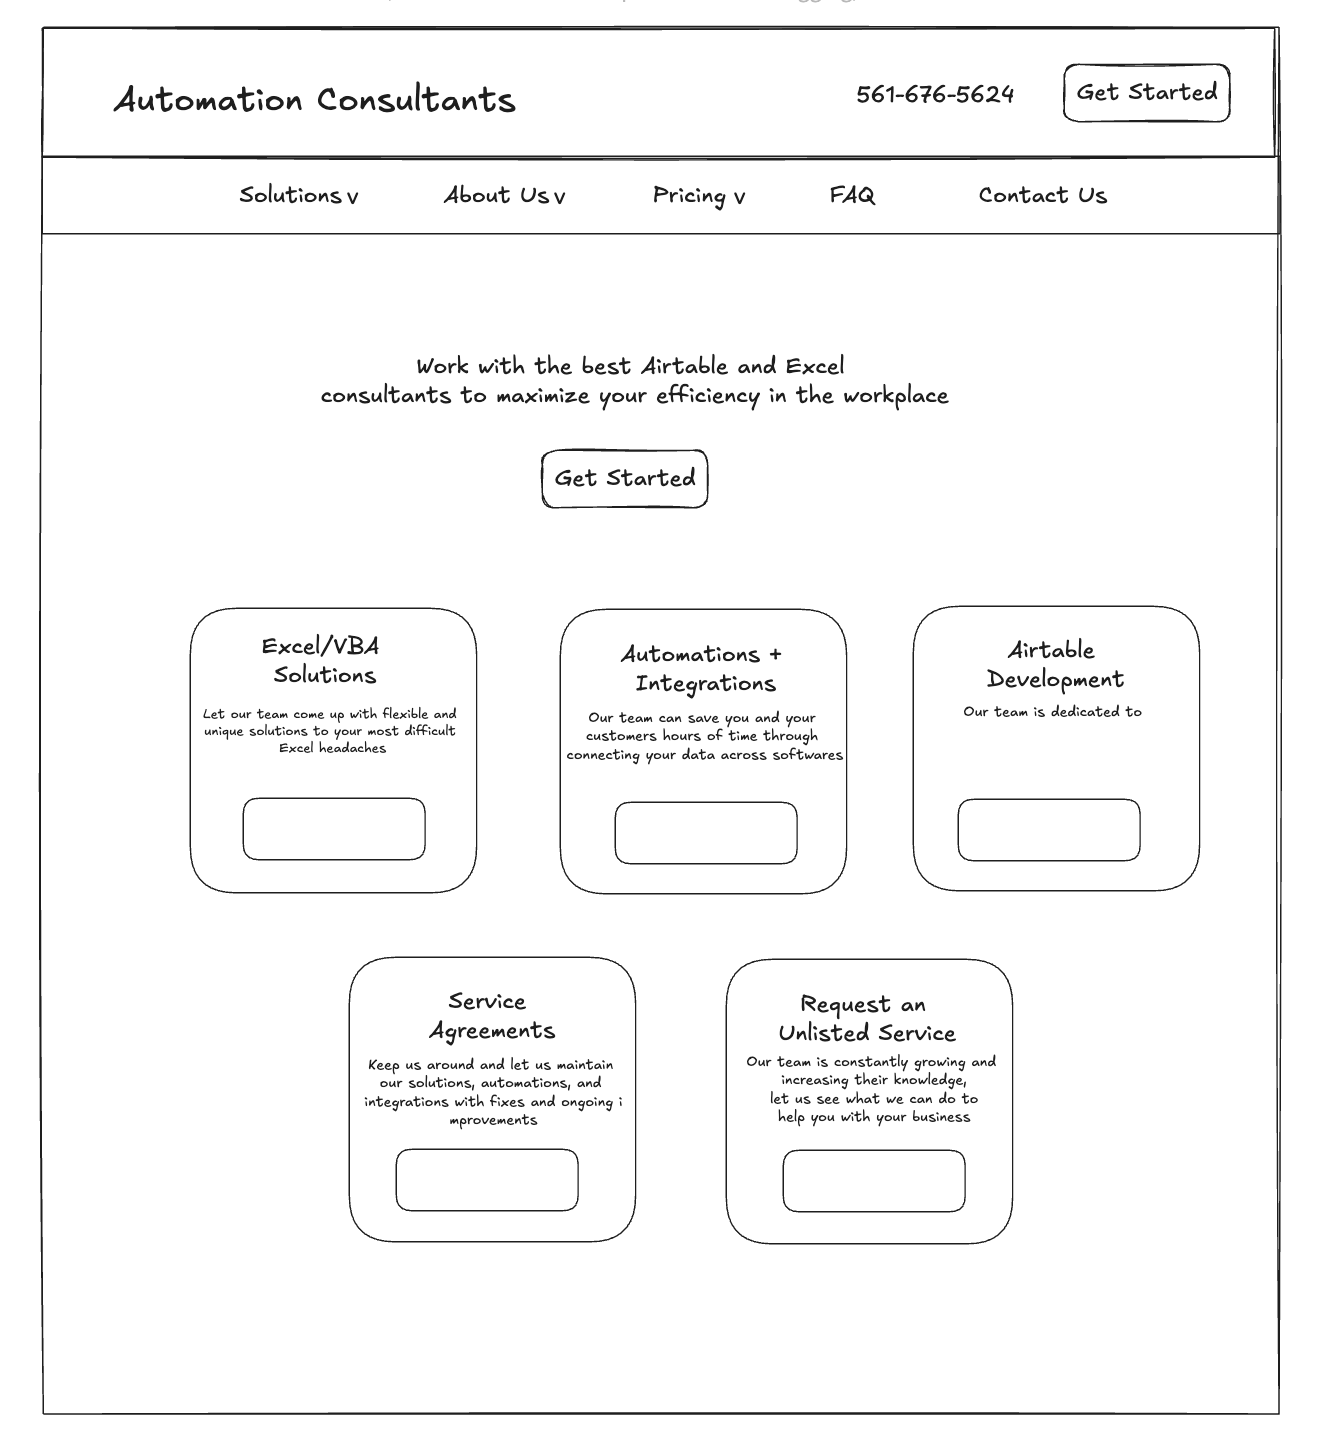 Automation Consultants
561-676-5624
Get Started
Solutions v
About Us v
Pricing v
FAQ
Contact Us
Work with the best Airtable and Excel
consultants to maximize your efficiency in the workplace
Get Started
Excel/VBA
Solutions
Let our team come up with flexible and
unique solutions to your most difficult
Excel headaches
Automations +
Integrations
Our team can save you and your
customers hours of time through
connecting your data across softwares
Airtable
Development
Our team is dedicated to
Service
Agreements
Keep us around and let us maintain
our solutions, automations, and
integrations with fixes and ongoing i
mprovements
Request an
Unlisted Service
Our team is constantly growing and
increasing their knowledge,
let us see what we can do to
help you with your business